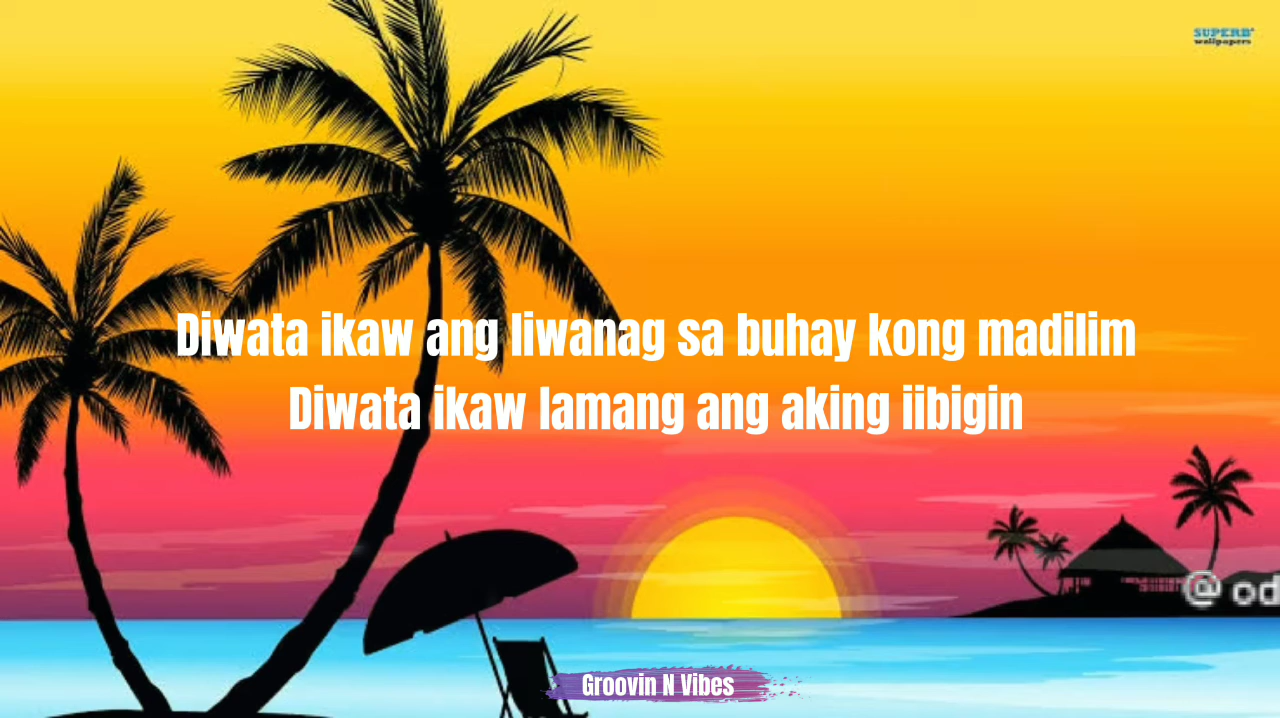 SUPERB
wallpapers
Diwata ikaw ang liwanag sa buhay kong madilim
Diwata ikaw lamang ang aking iibigin
@ od
Groovin N Vibes